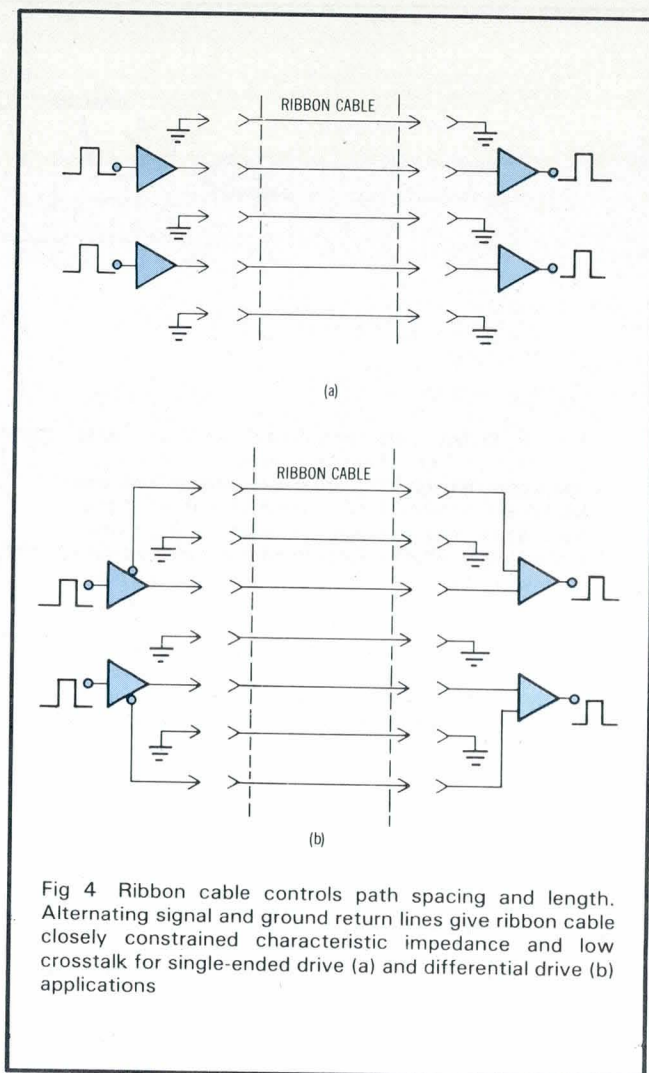 RIBBON CABLE
(a)
RIBBON CABLE
(b)
Fig 4 Ribbon cable controls path spacing and length.
Alternating signal and ground return lines give ribbon cable
closely constrained characteristic impedance and low
crosstalk for single-ended drive (a) and differential drive (b)
applications